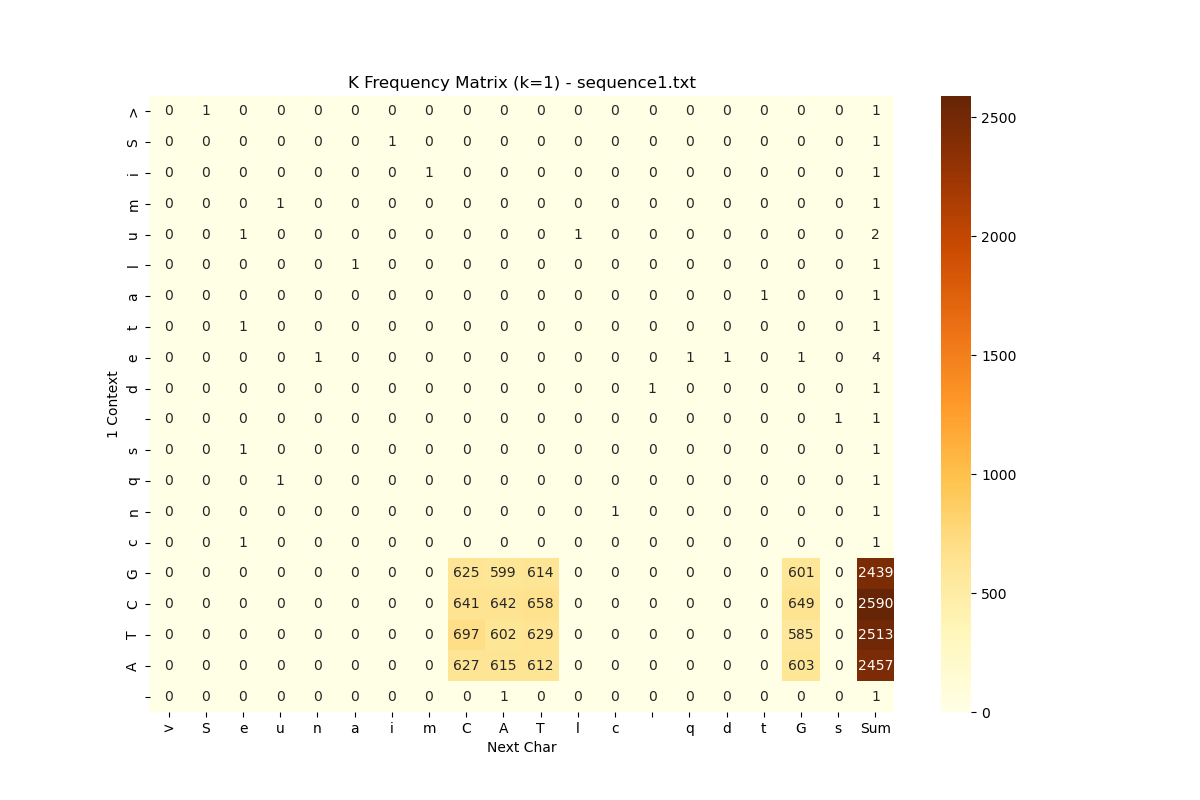 K Frequency Matrix (k=1) - sequence1.txt
> 0 1 0 0 0 0 0 0 0 0 0 0 0 0 0 0 0 0 0 1
S 0 0 0 0 0 0 1 0 0 0 0 0 0 0 0 0 0 0 0 1
i 0 0 0 0 0 0 0 1 0 0 0 0 0 0 0 0 0 0 0 1
m 0 0 0 1 0 0 0 0 0 0 0 0 0 0 0 0 0 0 0 1
u 0 0 1 0 0 0 0 0 0 0 0 1 0 0 0 0 0 0 0 2
l 0 0 0 0 0 1 0 0 0 0 0 0 0 0 0 0 0 0 0 1
a 0 0 0 0 0 0 0 0 0 0 0 0 0 0 0 0 1 0 0 1
t 0 0 1 0 0 0 0 0 0 0 0 0 0 0 0 0 0 0 0 1
e 0 0 0 0 1 0 0 0 0 0 0 0 0 0 1 1 0 1 0 4
d 0 0 0 0 0 0 0 0 0 0 0 0 0 1 0 0 0 0 0 1
0 0 0 0 0 0 0 0 0 0 0 0 0 0 0 0 0 0 1 1
s 0 0 1 0 0 0 0 0 0 0 0 0 0 0 0 0 0 0 0 1
q 0 0 0 1 0 0 0 0 0 0 0 0 0 0 0 0 0 0 0 1
n 0 0 0 0 0 0 0 0 0 0 0 0 1 0 0 0 0 0 0 1
c 0 0 1 0 0 0 0 0 0 0 0 0 0 0 0 0 0 0 0 1
G 0 0 0 0 0 0 0 0 625 599 614 0 0 0 0 0 0 601 0 2439
C 0 0 0 0 0 0 0 0 641 642 658 0 0 0 0 0 0 649 0 2590
T 0 0 0 0 0 0 0 0 697 602 629 0 0 0 0 0 0 585 0 2513
A 0 0 0 0 0 0 0 0 627 615 612 0 0 0 0 0 0 603 0 2457
0 0 0 0 0 0 0 0 0 1 0 0 0 0 0 0 0 0 0 1
> S e u n a i m C A T l c q d t G s Sum
Next Char
1 Context
2500
2000
1500
1000
500
0